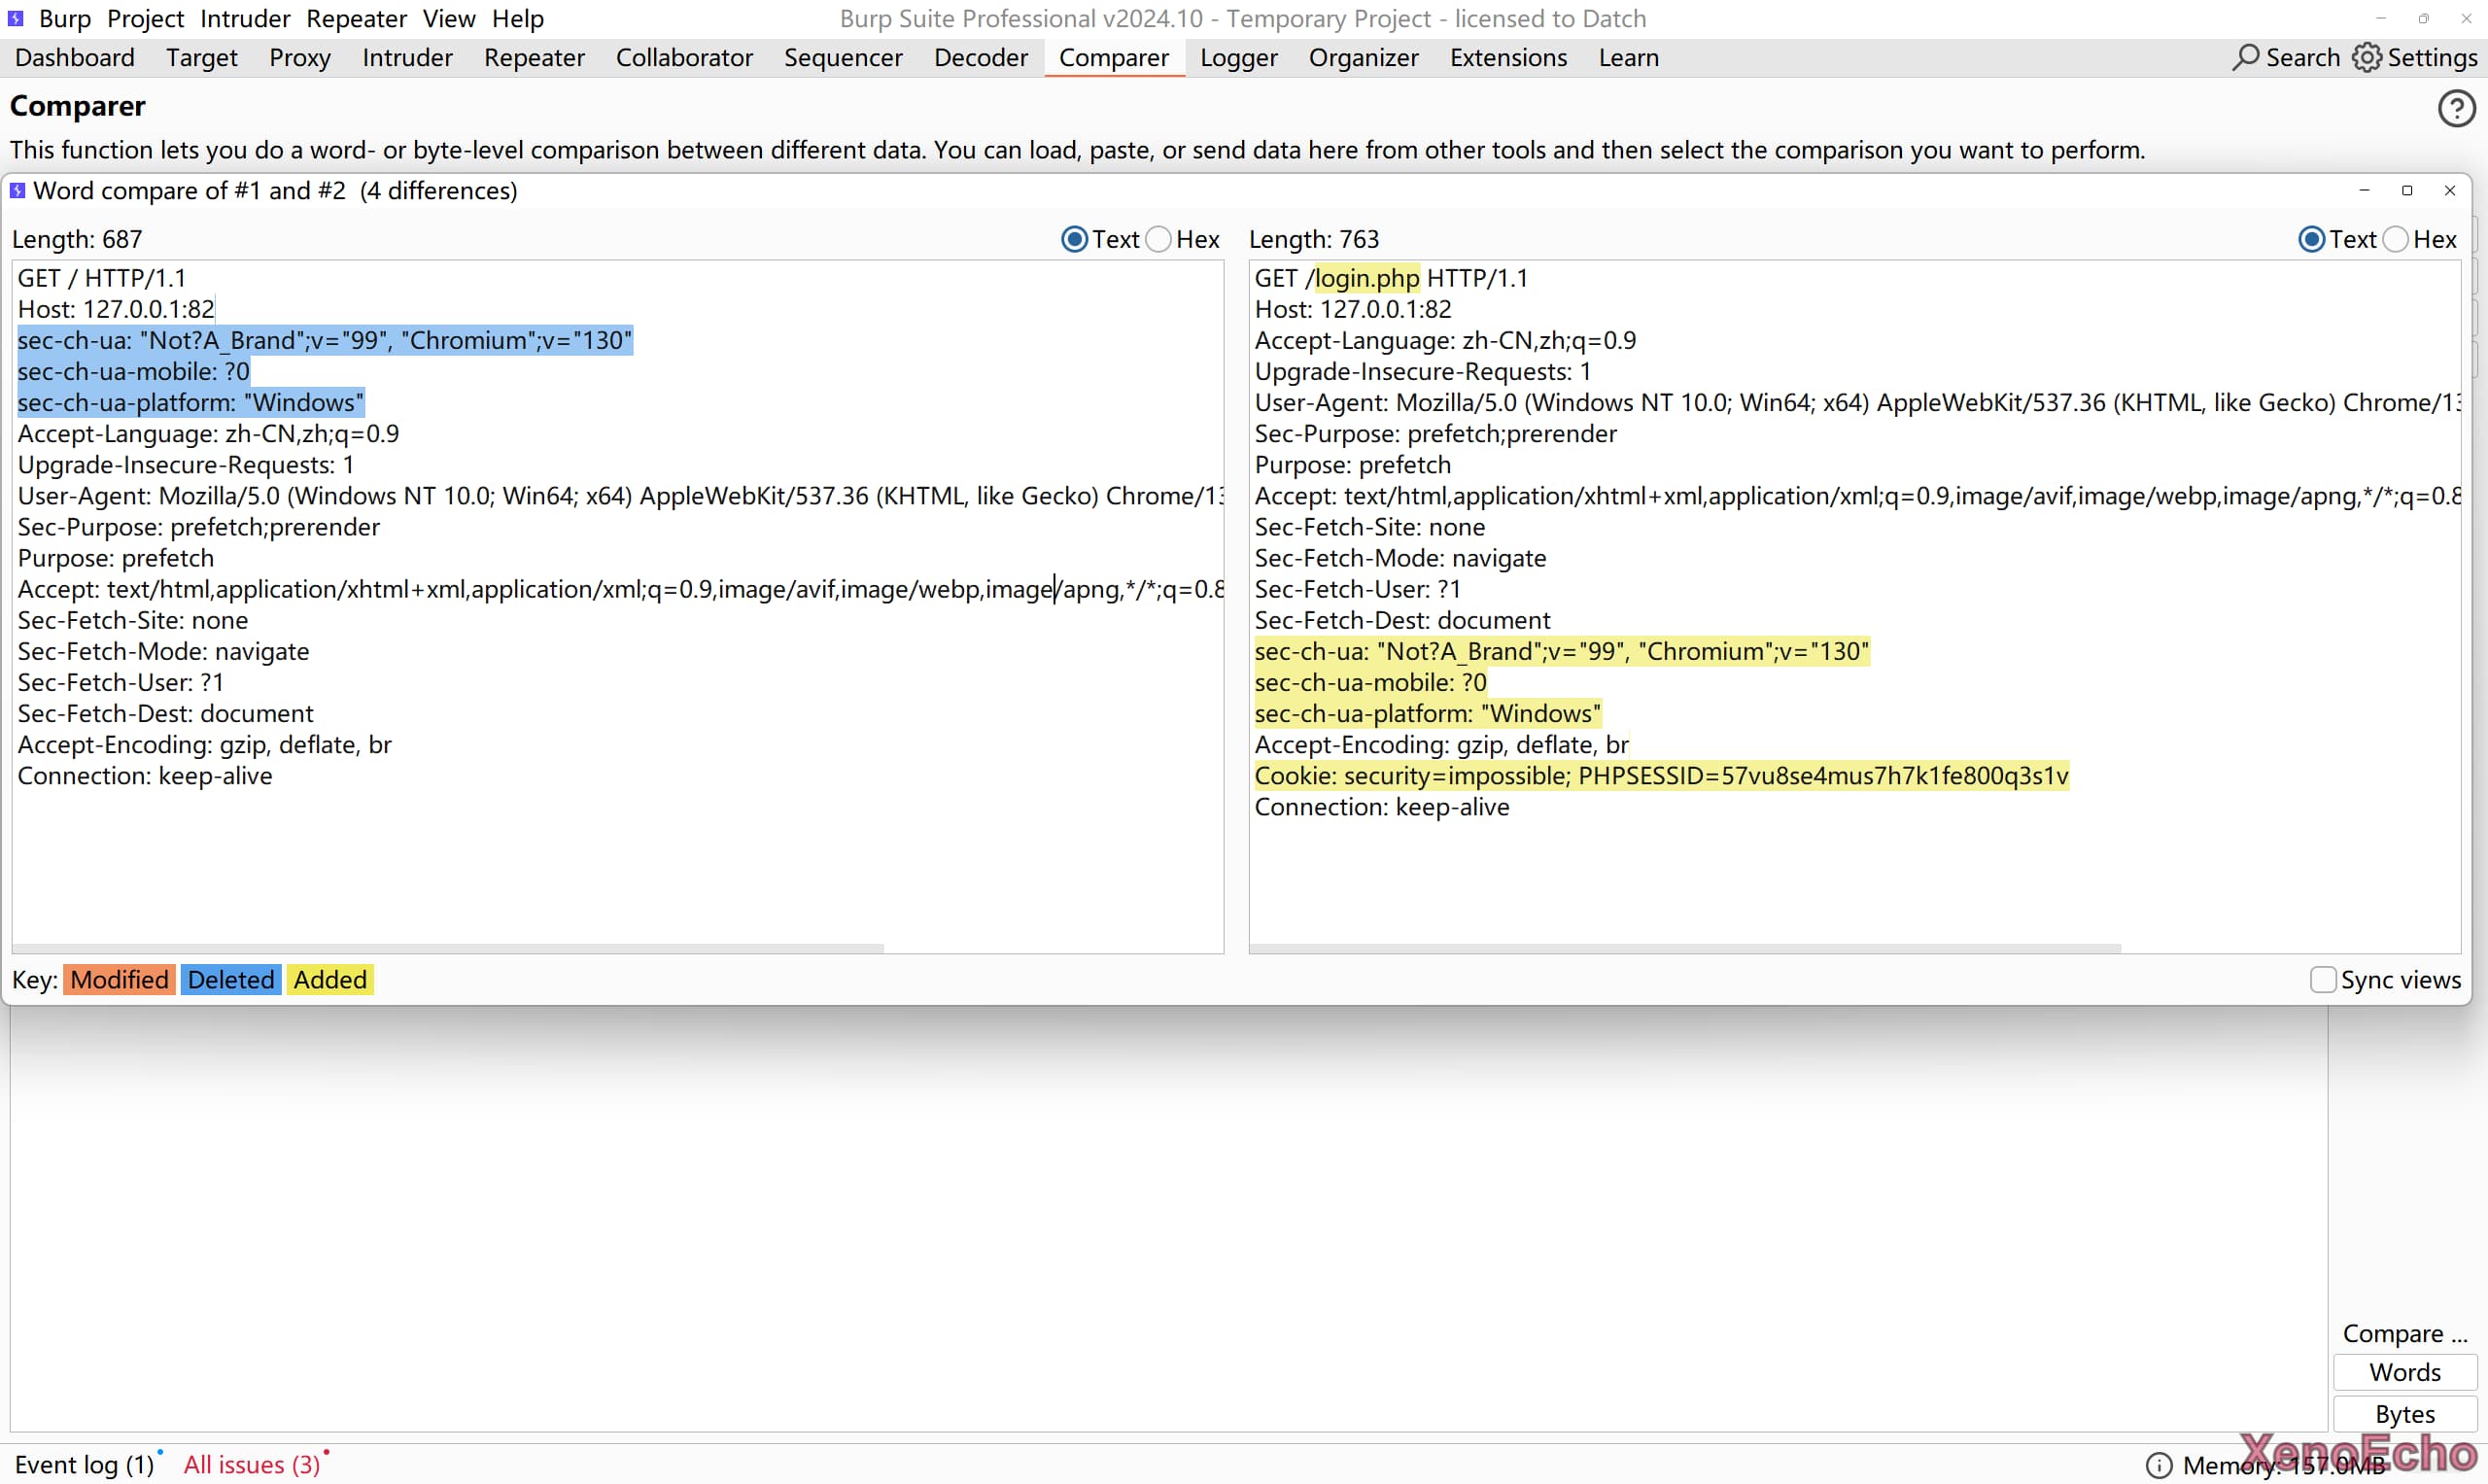 Burp Project Intruder Repeater View Help
Burp Suite Professional v2024.10 - Temporary Project - licensed to Datch
Dashboard Target Proxy Intruder Repeater Collaborator Sequencer Decoder Comparer Logger Organizer Extensions Learn
Search Settings
Comparer
This function lets you do a word- or byte-level comparison between different data. You can load, paste, or send data here from other tools and then select the comparison you want to perform.
Word compare of #1 and #2 (4 differences)
Length: 687
Text Hex
GET / HTTP/1.1
Host: 127.0.0.1:82
sec-ch-ua: "Not?A_Brand";v="99", "Chromium";v="130"
sec-ch-ua-mobile: ?0
sec-ch-ua-platform: "Windows"
Accept-Language: zh-CN,zh;q=0.9
Upgrade-Insecure-Requests: 1
User-Agent: Mozilla/5.0 (Windows NT 10.0; Win64; x64) AppleWebKit/537.36 (KHTML, like Gecko) Chrome/13
Sec-Purpose: prefetch;prerender
Purpose: prefetch
Accept: text/html,application/xhtml+xml,application/xml;q=0.9,image/avif,image/webp,image/apng,*/*;q=0.8
Sec-Fetch-Site: none
Sec-Fetch-Mode: navigate
Sec-Fetch-User: ?1
Sec-Fetch-Dest: document
Accept-Encoding: gzip, deflate, br
Connection: keep-alive
Length: 763
Text Hex
GET /login.php HTTP/1.1
Host: 127.0.0.1:82
Accept-Language: zh-CN,zh;q=0.9
Upgrade-Insecure-Requests: 1
User-Agent: Mozilla/5.0 (Windows NT 10.0; Win64; x64) AppleWebKit/537.36 (KHTML, like Gecko) Chrome/13
Sec-Purpose: prefetch;prerender
Purpose: prefetch
Accept: text/html,application/xhtml+xml,application/xml;q=0.9,image/avif,image/webp,image/apng,*/*;q=0.8
Sec-Fetch-Site: none
Sec-Fetch-Mode: navigate
Sec-Fetch-User: ?1
Sec-Fetch-Dest: document
sec-ch-ua: "Not?A_Brand";v="99", "Chromium";v="130"
sec-ch-ua-mobile: ?0
sec-ch-ua-platform: "Windows"
Accept-Encoding: gzip, deflate, br
Cookie: security=impossible; PHPSESSID=57vu8se4mus7h7k1fe800q3s1v
Connection: keep-alive
Key: Modified Deleted Added
Sync views
Compare ...
Words
Bytes
Event log (1) All issues (3)
Memory: 157.0MB
XenoEcho